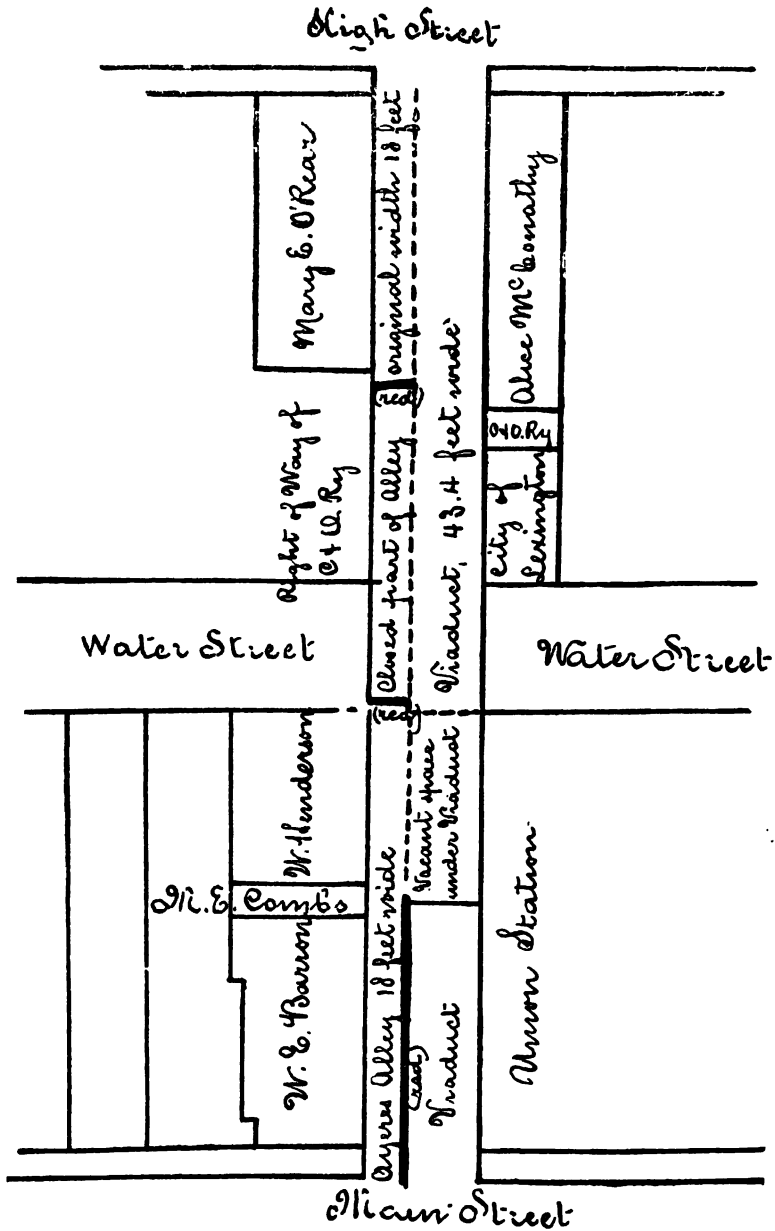 High Street
Mary E. O'Rear
original width 18 feet
Alice McConathy
(red)
C+O.Ry
City of
Lexington
Right of Way of
C+O. Ry
Closed part of Alley
Viaduct, 43.4 feet wide
Water Street
Water Street
(red)
W. Henderson
Vacant space
under Viaduct
M.E. Combs
W. E. Barron
Ayeres Alley 18 feet wide
(red)
Viaduct
Union Station
Main Street